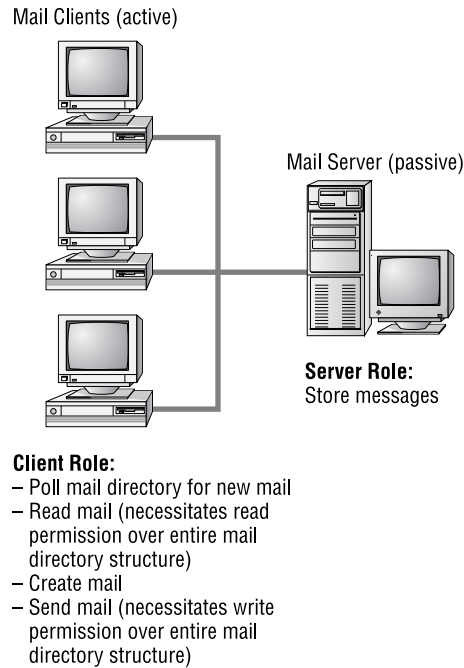 Mail Clients (active)
Mail Server (passive)
Server Role:
Store messages
Client Role:
– Poll mail directory for new mail
– Read mail (necessitates read
permission over entire mail
directory structure)
– Create mail
– Send mail (necessitates write
permission over entire mail
directory structure)